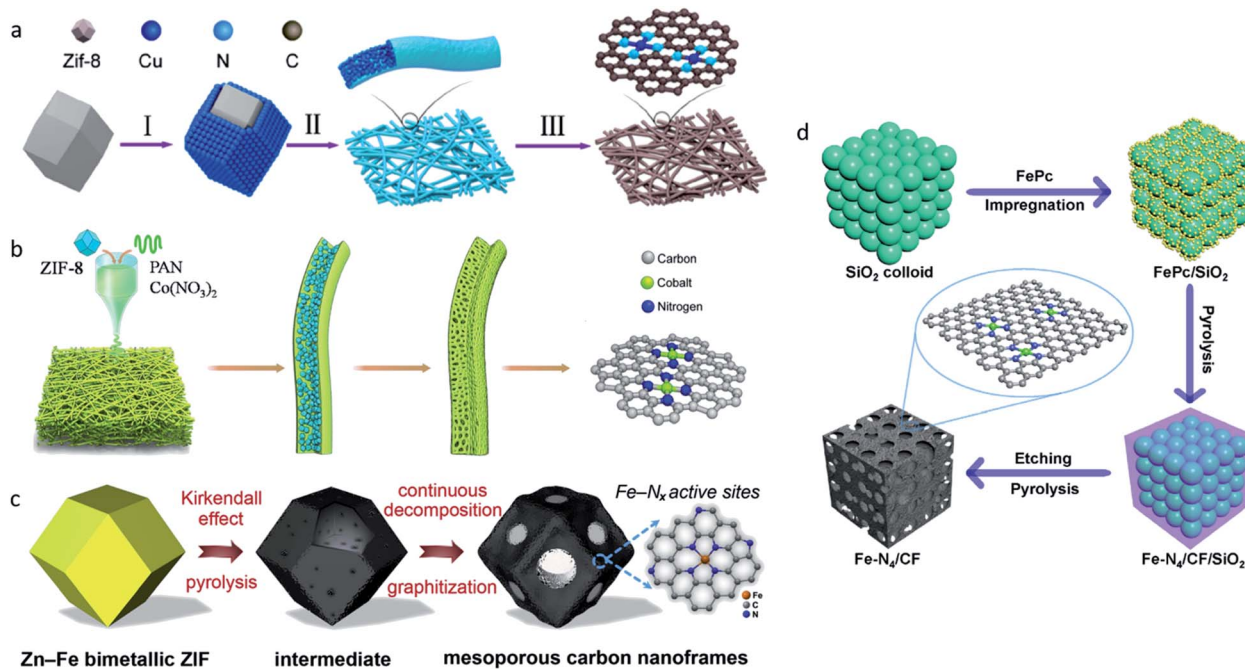 a
Zif-8
Cu
N
C
I
II
III
b
ZIF-8
PAN
Co(NO₃)₂
Carbon
Cobalt
Nitrogen
c
Kirkendall
effect
pyrolysis
continuous
decomposition
graphitization
Fe–Nₓ active sites
Fe
C
N
Zn–Fe bimetallic ZIF
intermediate
mesoporous carbon nanoframes
d
FePc
Impregnation
SiO₂ colloid
FePc/SiO₂
Pyrolysis
Etching
Pyrolysis
Fe-N₄/CF
Fe-N₄/CF/SiO₂